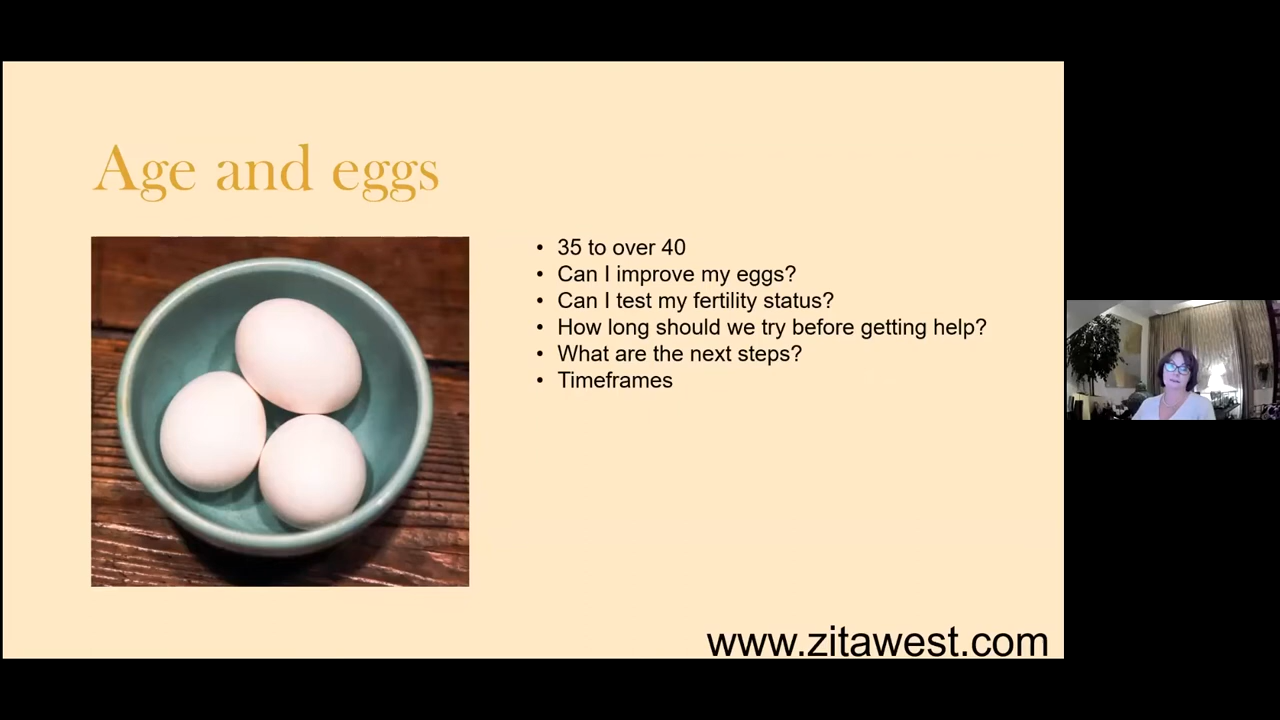 Age and eggs
• 35 to over 40
• Can I improve my eggs?
• Can I test my fertility status?
• How long should we try before getting help?
• What are the next steps?
• Timeframes
www.zitawest.com